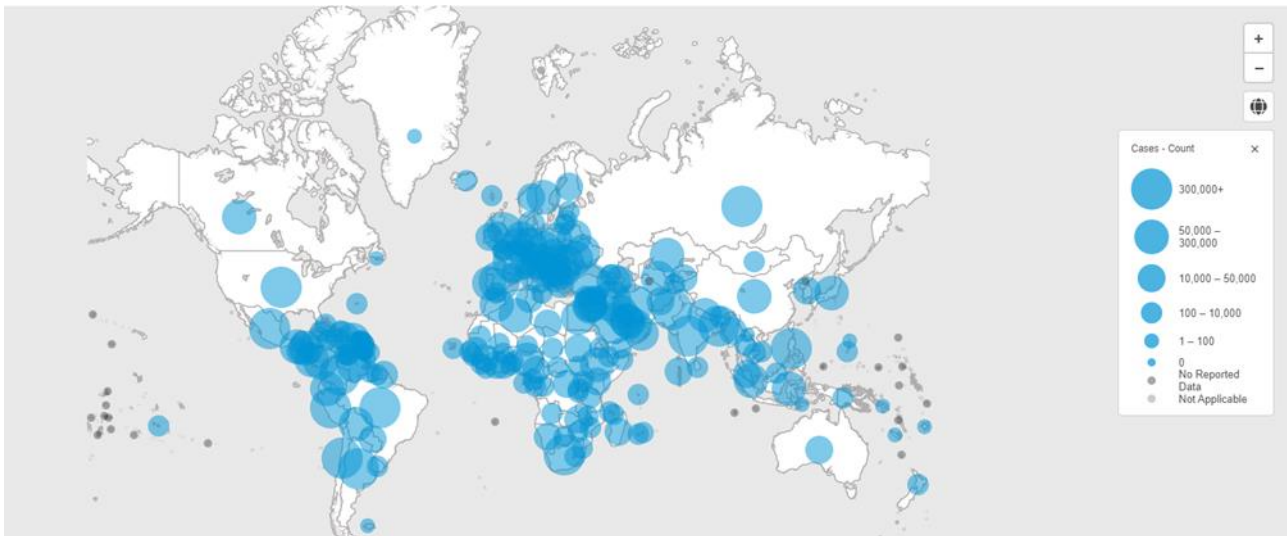 +
−
Cases - Count ×
300,000+
50,000 –
300,000
10,000 – 50,000
100 – 10,000
1 – 100
0
No Reported
Data
Not Applicable